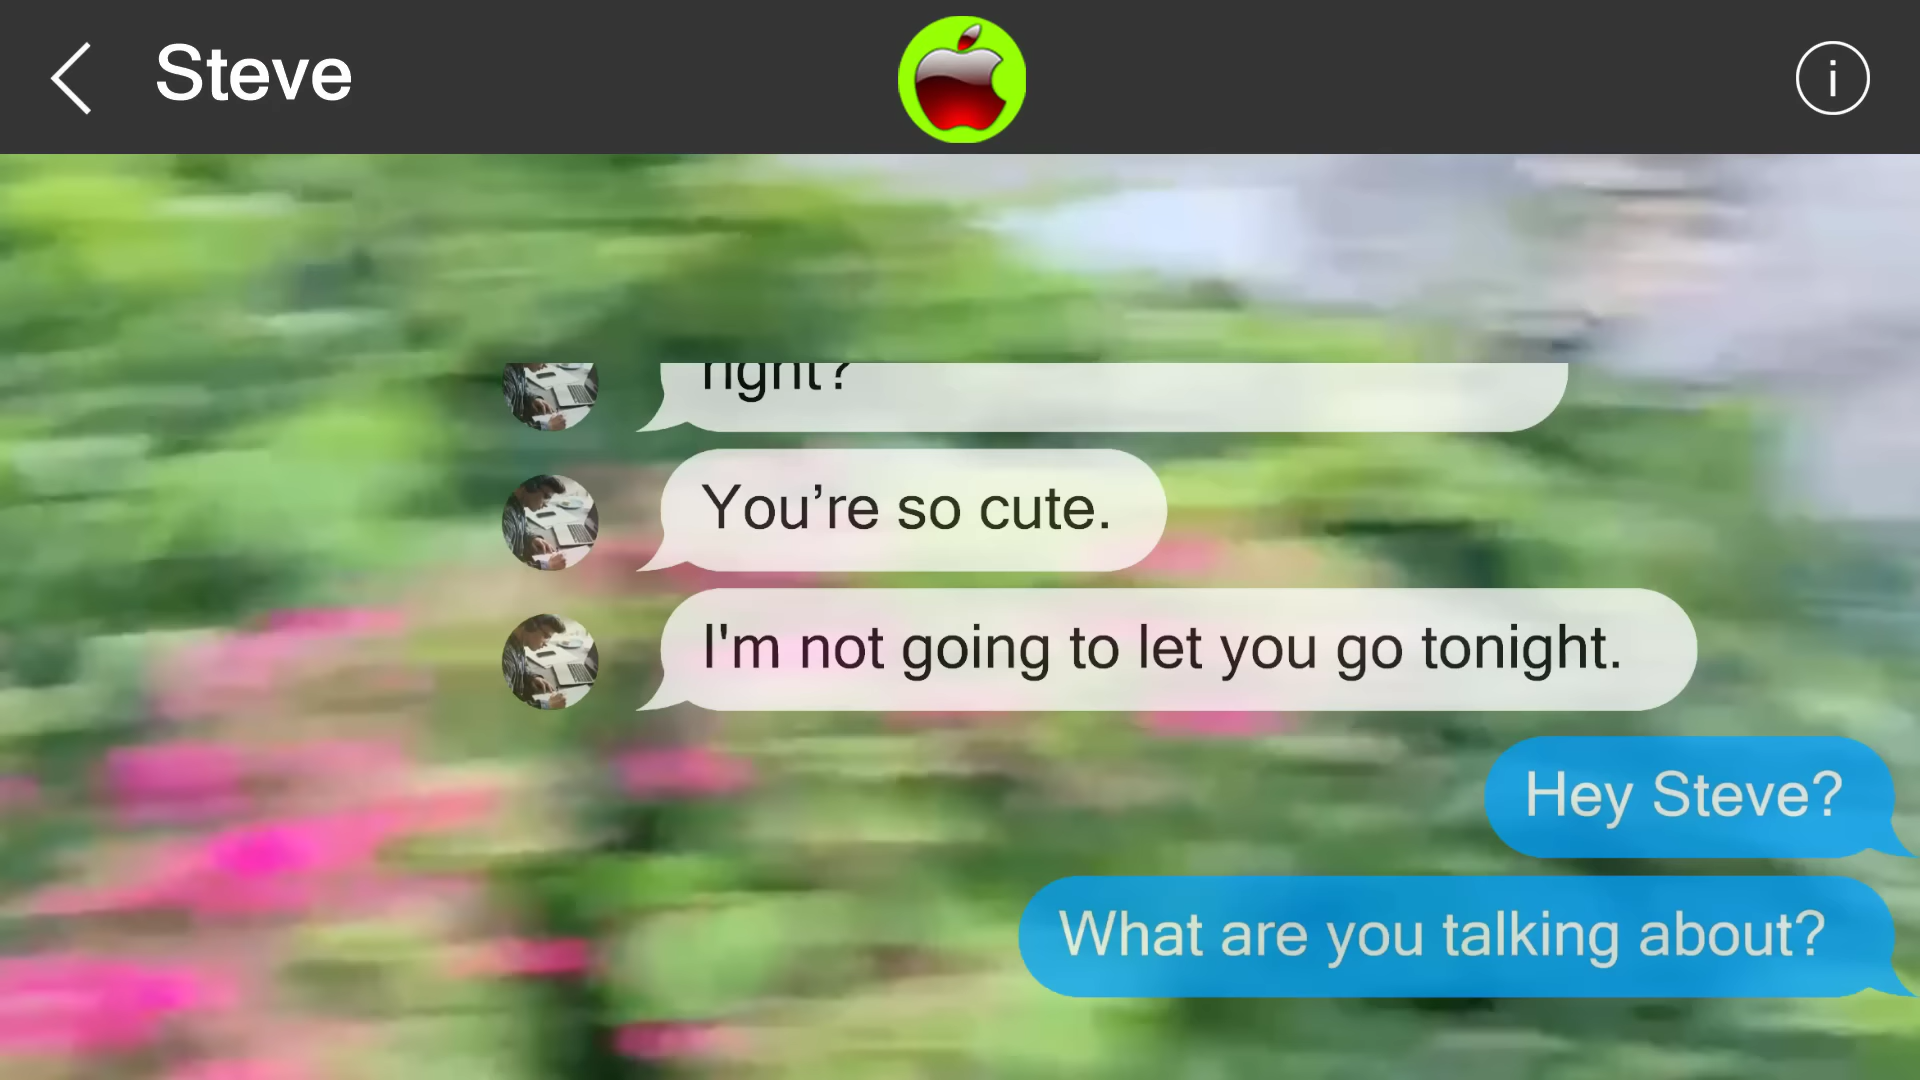 Steve
right?
You’re so cute.
I'm not going to let you go tonight.
Hey Steve?
What are you talking about?